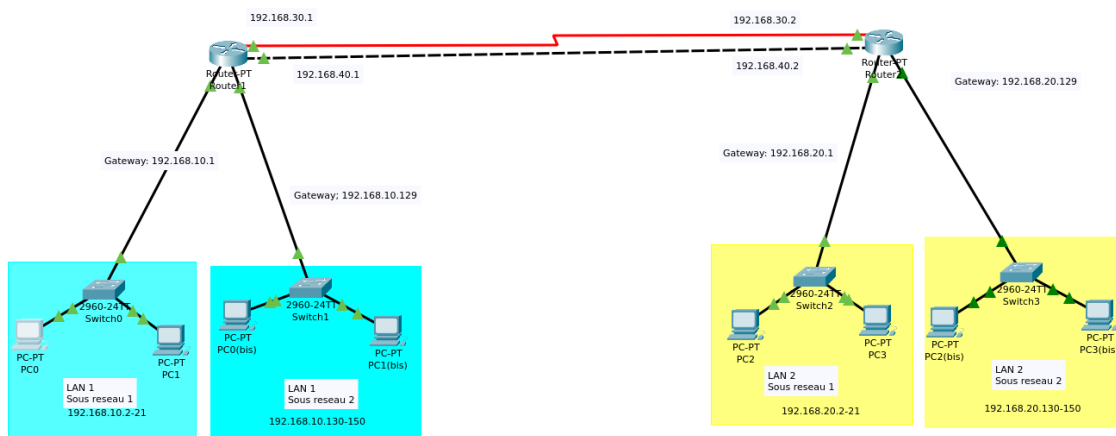 192.168.30.1
192.168.30.2
Router-PT
Router1
192.168.40.1
192.168.40.2
Router-PT
Router2
Gateway: 192.168.20.129
Gateway: 192.168.10.1
Gateway; 192.168.10.129
Gateway: 192.168.20.1
2960-24TT
Switch0
PC-PT
PC0
PC-PT
PC1
LAN 1
Sous reseau 1
192.168.10.2-21
2960-24TT
Switch1
PC-PT
PC0(bis)
PC-PT
PC1(bis)
LAN 1
Sous reseau 2
192.168.10.130-150
2960-24TT
Switch2
PC-PT
PC2
PC-PT
PC3
LAN 2
Sous reseau 1
192.168.20.2-21
2960-24TT
Switch3
PC-PT
PC2(bis)
PC-PT
PC3(bis)
LAN 2
Sous reseau 2
192.168.20.130-150